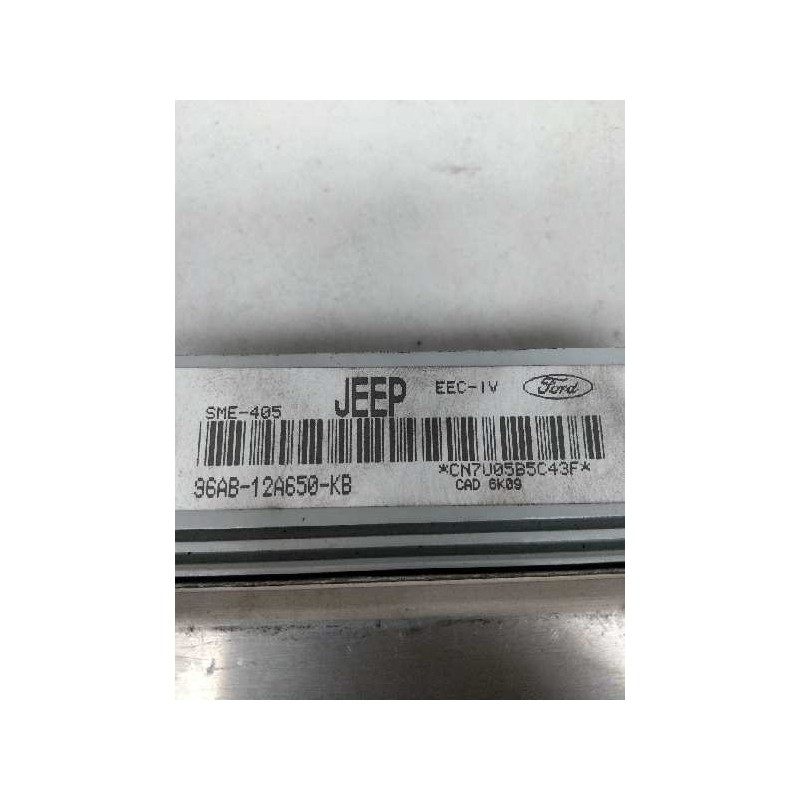 SME-405 JEEP EEC-IV Ford
*CN7U05B5C43F*
96AB-12A650-KB
CAD 6K09